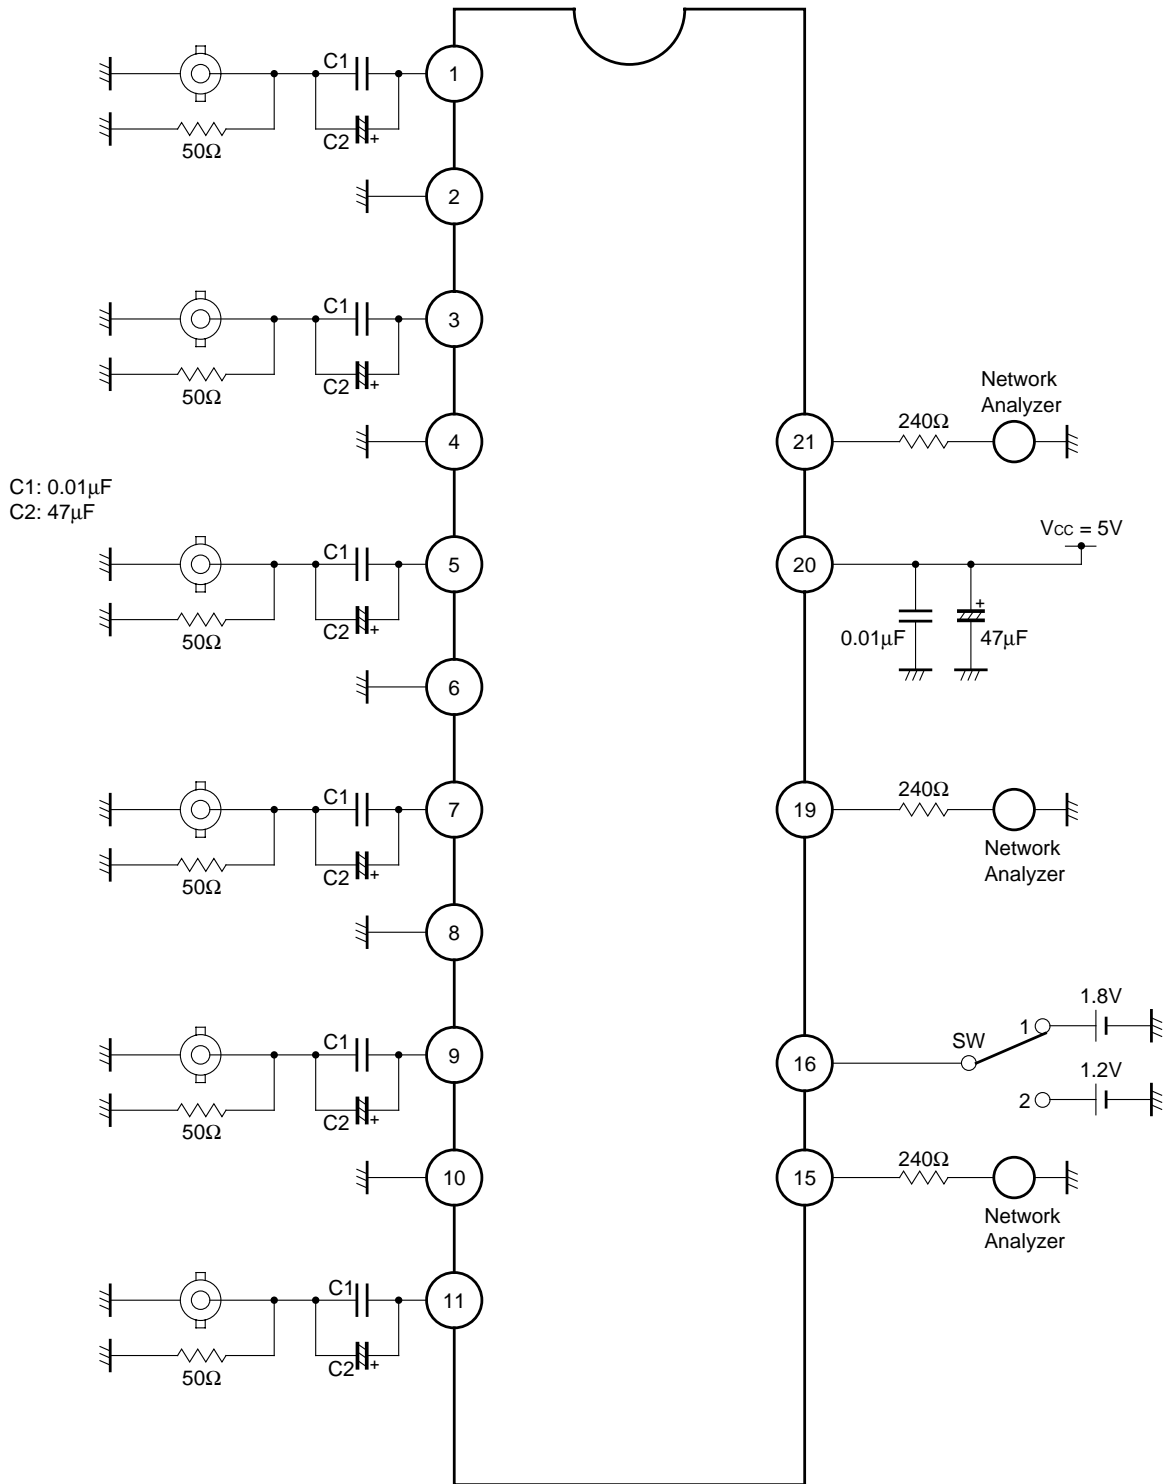 C1
1
C2
+
50Ω
2
C1
3
C2
+
50Ω
Network
Analyzer
240Ω
4
21
C1: 0.01μF
C2: 47μF
Vcc = 5V
C1
5
20
C2
+
50Ω
+
0.01μF
47μF
6
C1
7
240Ω
19
C2
+
50Ω
Network
Analyzer
8
1.8V
C1
9
1
SW
16
1.2V
C2
+
50Ω
2
240Ω
10
15
Network
Analyzer
C1
11
C2
+
50Ω